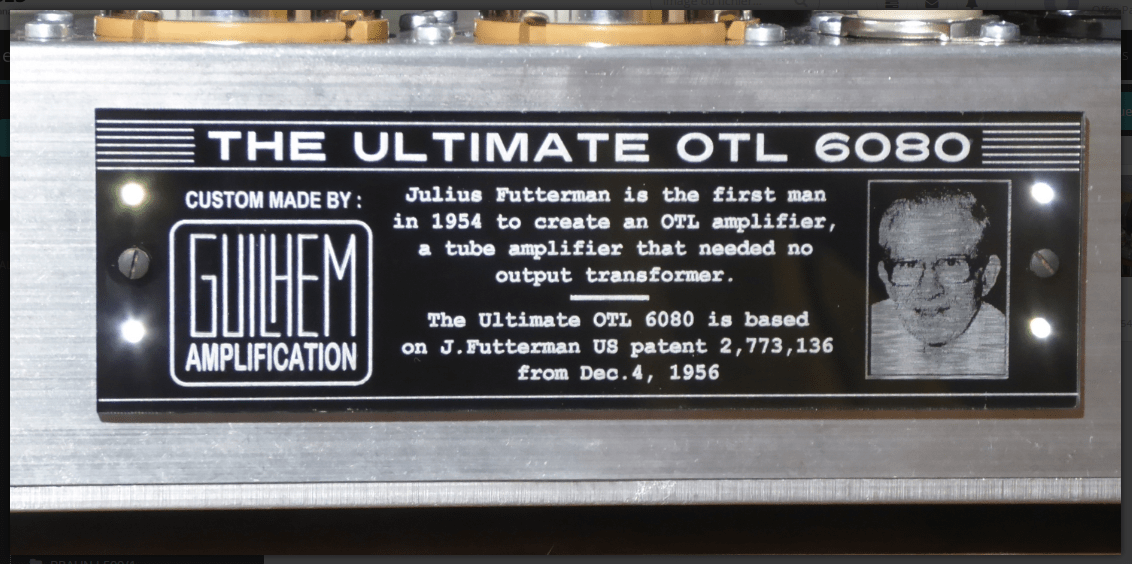 THE ULTIMATE OTL 6080
CUSTOM MADE BY :
GUILHEM
AMPLIFICATION
Julius Futterman is the first man
in 1954 to create an OTL amplifier,
a tube amplifier that needed no
output transformer.
The Ultimate OTL 6080 is based
on J.Futterman US patent 2,773,136
from Dec.4, 1956